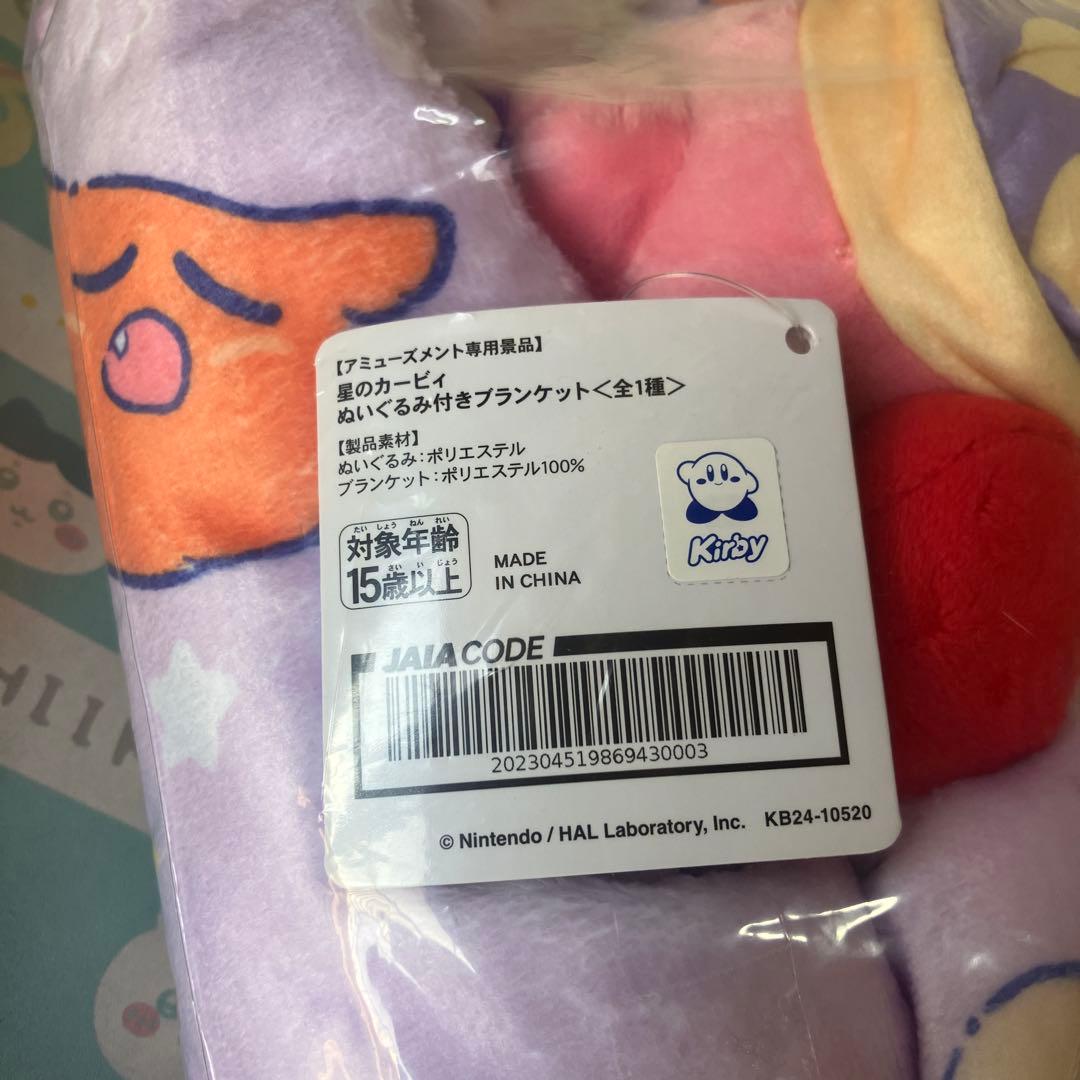 【アミューズメント専用景品】
星のカービィ
ぬいぐるみ付きブランケット＜全1種＞
【製品素材】
ぬいぐるみ：ポリエステル
ブランケット：ポリエステル100%
たいしょうねんれい
対象年齢
さいいじょう
15歳以上
MADE
IN CHINA
Kirby
JAIA CODE
202304519869430003
© Nintendo / HAL Laboratory, Inc. KB24-10520